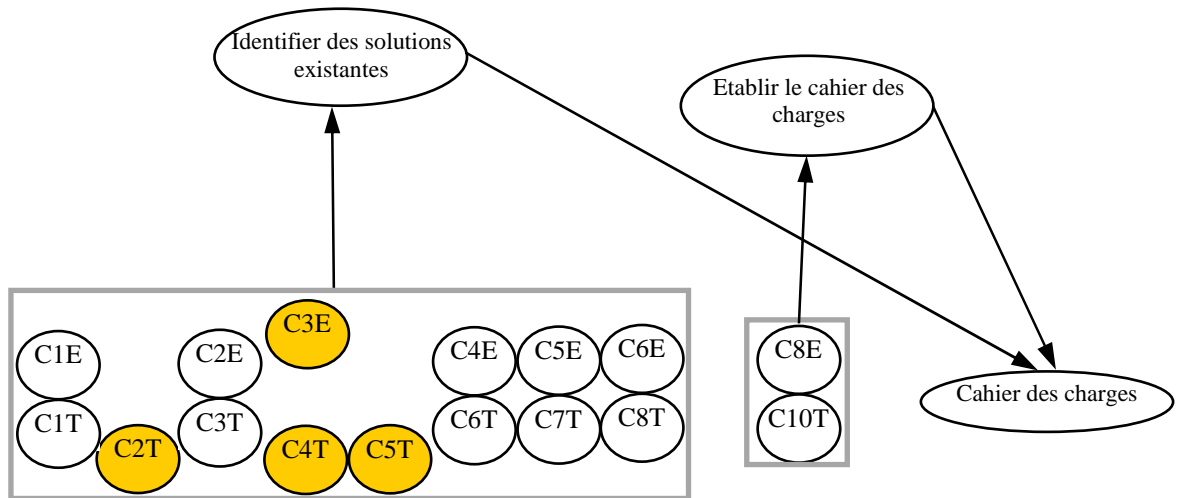 Identifier des solutions
existantes
Etablir le cahier des
charges
C3E
C1E
C2E
C4E
C5E
C6E
C1T
C2T
C3T
C4T
C5T
C6T
C7T
C8T
C8E
C10T
Cahier des charges